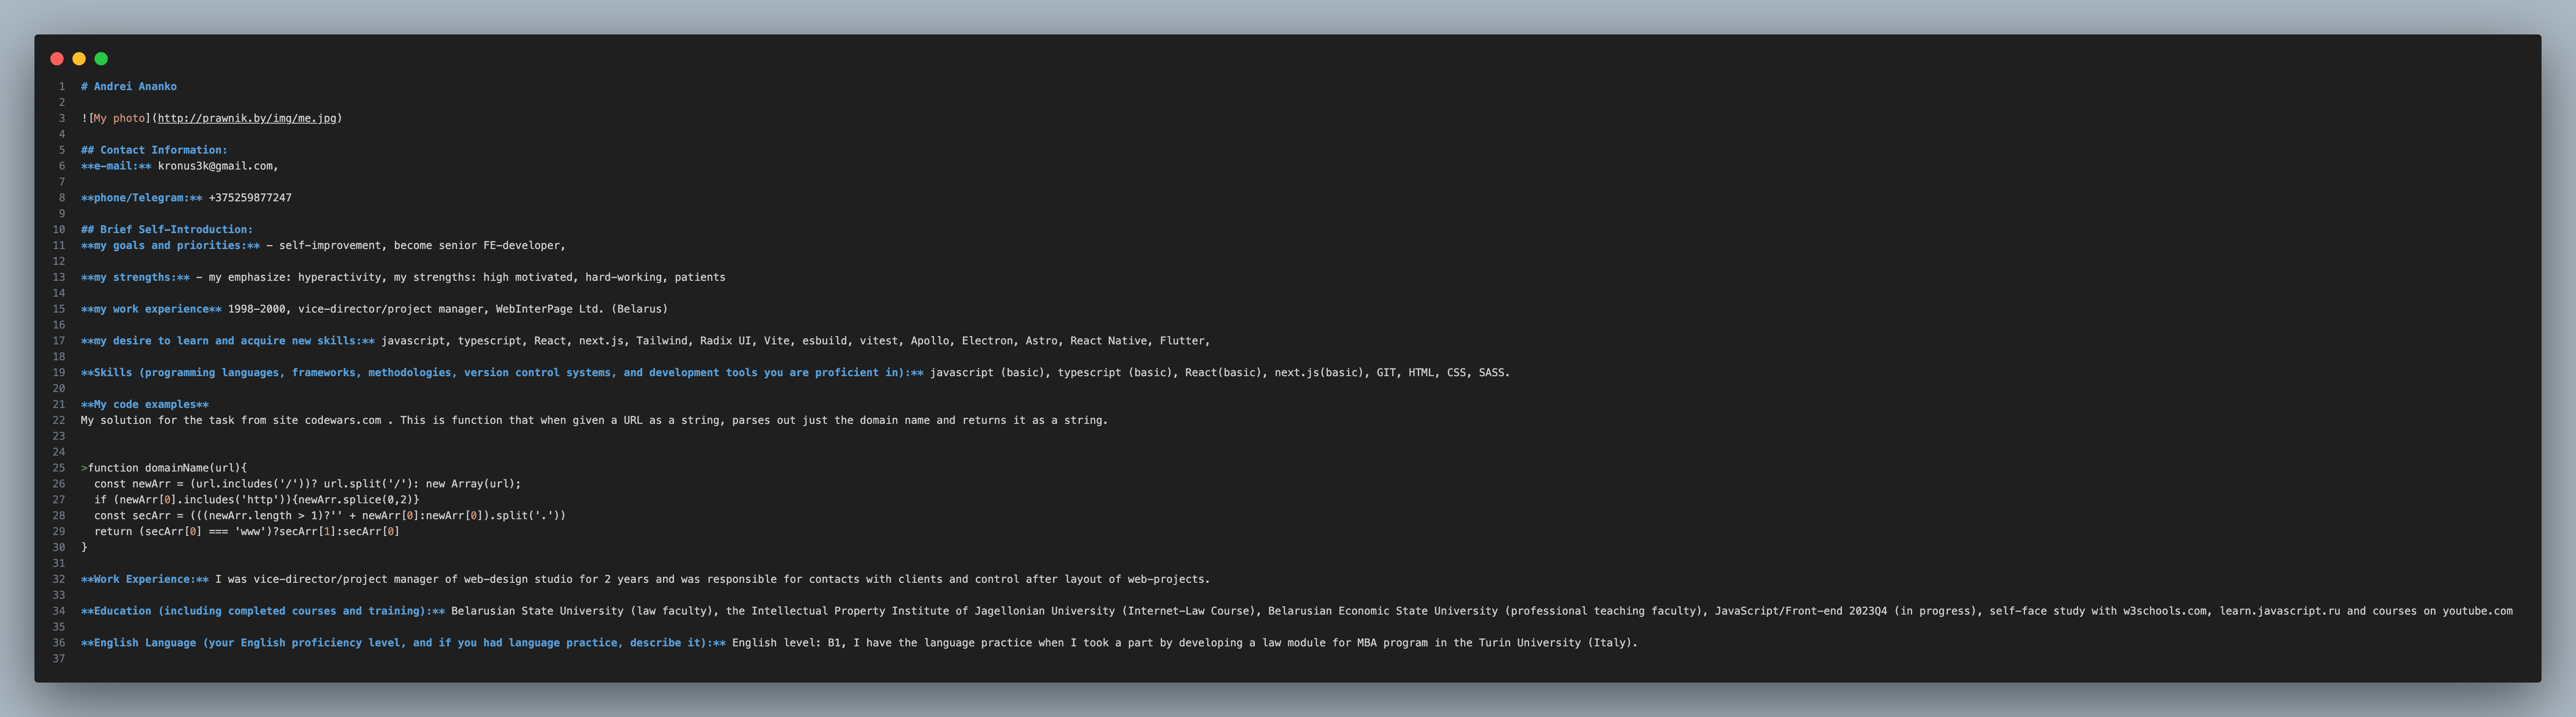 1 # Andrei Ananko
2
3 ![My photo](http://prawnik.by/img/me.jpg)
4
5 ## Contact Information:
6 **e-mail:** kronus3k@gmail.com,
7
8 **phone/Telegram:** +375259877247
9
10 ## Brief Self-Introduction:
11 **my goals and priorities:** - self-improvement, become senior FE-developer,
12
13 **my strengths:** - my emphasize: hyperactivity, my strengths: high motivated, hard-working, patients
14
15 **my work experience** 1998-2000, vice-director/project manager, WebInterPage Ltd. (Belarus)
16
17 **my desire to learn and acquire new skills:** javascript, typescript, React, next.js, Tailwind, Radix UI, Vite, esbuild, vitest, Apollo, Electron, Astro, React Native, Flutter,
18
19 **Skills (programming languages, frameworks, methodologies, version control systems, and development tools you are proficient in):** javascript (basic), typescript (basic), React(basic), next.js(basic), GIT, HTML, CSS, SASS.
20
21 **My code examples**
22 My solution for the task from site codewars.com . This is function that when given a URL as a string, parses out just the domain name and returns it as a string.
23
24
25 >function domainName(url){
26   const newArr = (url.includes('/'))? url.split('/'): new Array(url);
27   if (newArr[0].includes('http')){newArr.splice(0,2)}
28   const secArr = (((newArr.length > 1)?'' + newArr[0]:newArr[0]).split('.'))
29   return (secArr[0] === 'www')?secArr[1]:secArr[0]
30 }
31
32 **Work Experience:** I was vice-director/project manager of web-design studio for 2 years and was responsible for contacts with clients and control after layout of web-projects.
33
34 **Education (including completed courses and training):** Belarusian State University (law faculty), the Intellectual Property Institute of Jagellonian University (Internet-Law Course), Belarusian Economic State University (professional teaching faculty), JavaScript/Front-end 2023Q4 (in progress), self-face study with w3schools.com, learn.javascript.ru and courses on youtube.com
35
36 **English Language (your English proficiency level, and if you had language practice, describe it):** English level: B1, I have the language practice when I took a part by developing a law module for MBA program in the Turin University (Italy).
37